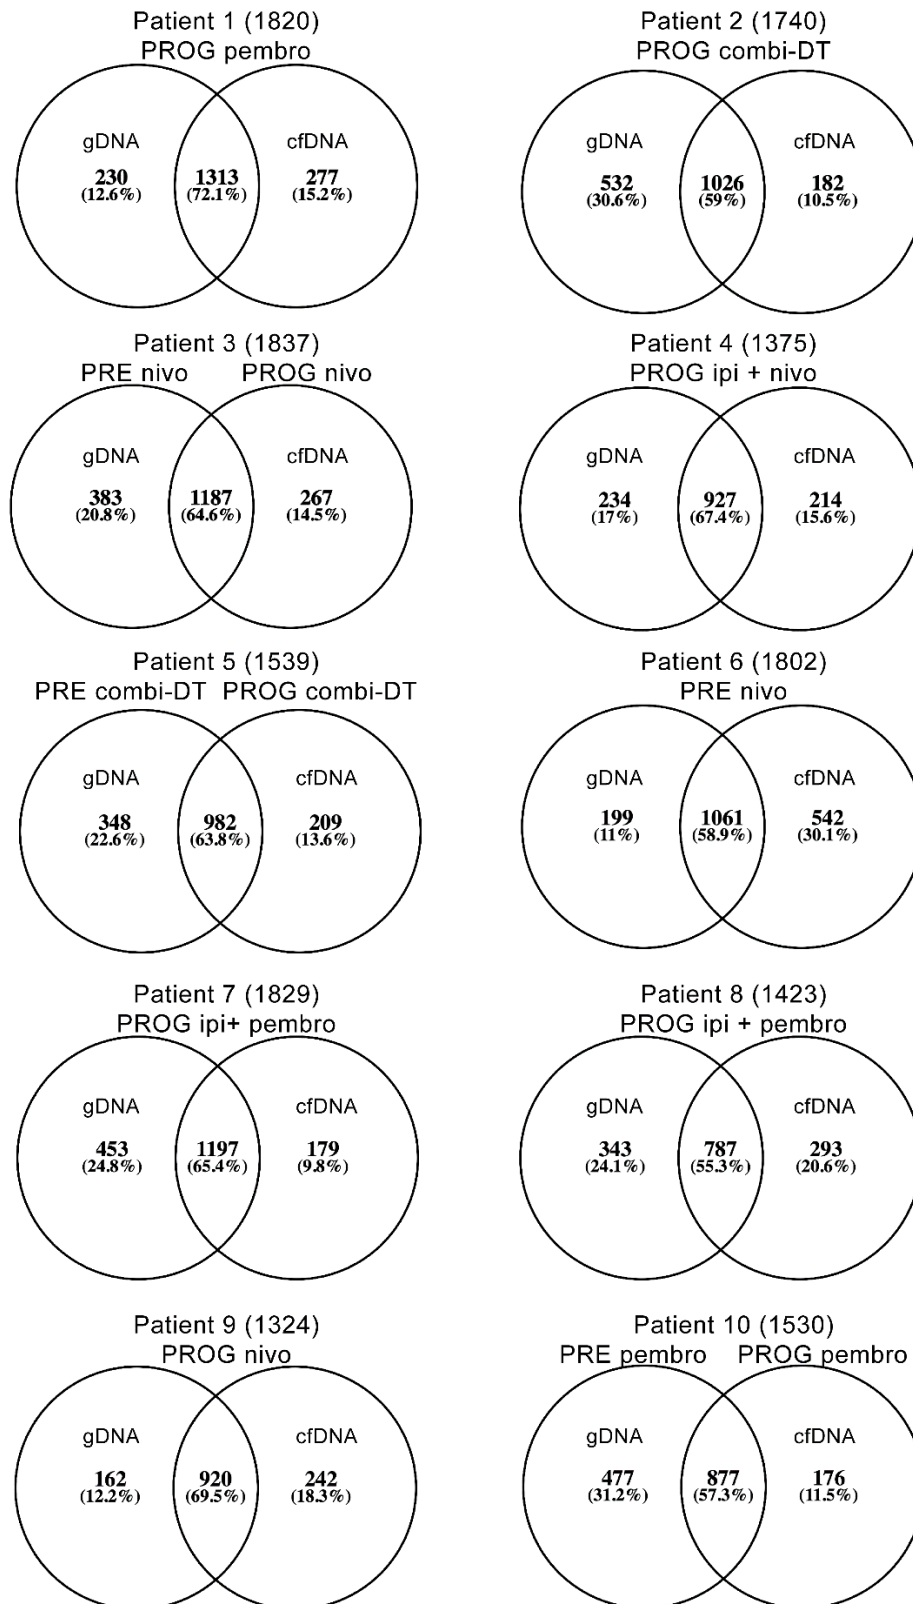 Patient 1 (1820)
PROG pembro
gDNA
cfDNA
230
(12.6%)
1313
(72.1%)
277
(15.2%)
Patient 2 (1740)
PROG combi-DT
gDNA
cfDNA
532
(30.6%)
1026
(59%)
182
(10.5%)
Patient 3 (1837)
PRE nivo
PROG nivo
gDNA
cfDNA
383
(20.8%)
1187
(64.6%)
267
(14.5%)
Patient 4 (1375)
PROG ipi + nivo
gDNA
cfDNA
234
(17%)
927
(67.4%)
214
(15.6%)
Patient 5 (1539)
PRE combi-DT
PROG combi-DT
gDNA
cfDNA
348
(22.6%)
982
(63.8%)
209
(13.6%)
Patient 6 (1802)
PRE nivo
gDNA
cfDNA
199
(11%)
1061
(58.9%)
542
(30.1%)
Patient 7 (1829)
PROG ipi+ pembro
gDNA
cfDNA
453
(24.8%)
1197
(65.4%)
179
(9.8%)
Patient 8 (1423)
PROG ipi + pembro
gDNA
cfDNA
343
(24.1%)
787
(55.3%)
293
(20.6%)
Patient 9 (1324)
PROG nivo
gDNA
cfDNA
162
(12.2%)
920
(69.5%)
242
(18.3%)
Patient 10 (1530)
PRE pembro
PROG pembro
gDNA
cfDNA
477
(31.2%)
877
(57.3%)
176
(11.5%)